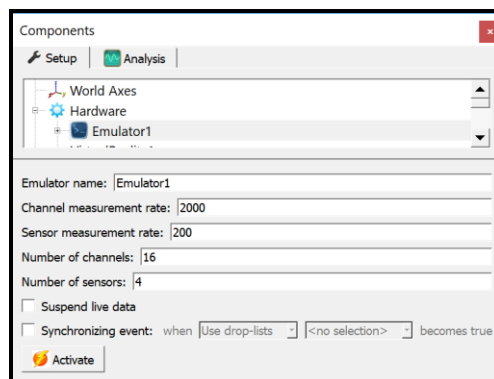 Components
Setup Analysis
World Axes
Hardware
Emulator1
Emulator name: Emulator1
Channel measurement rate: 2000
Sensor measurement rate: 200
Number of channels: 16
Number of sensors: 4
Suspend live data
Synchronizing event: when Use drop-lists <no selection> becomes true
Activate